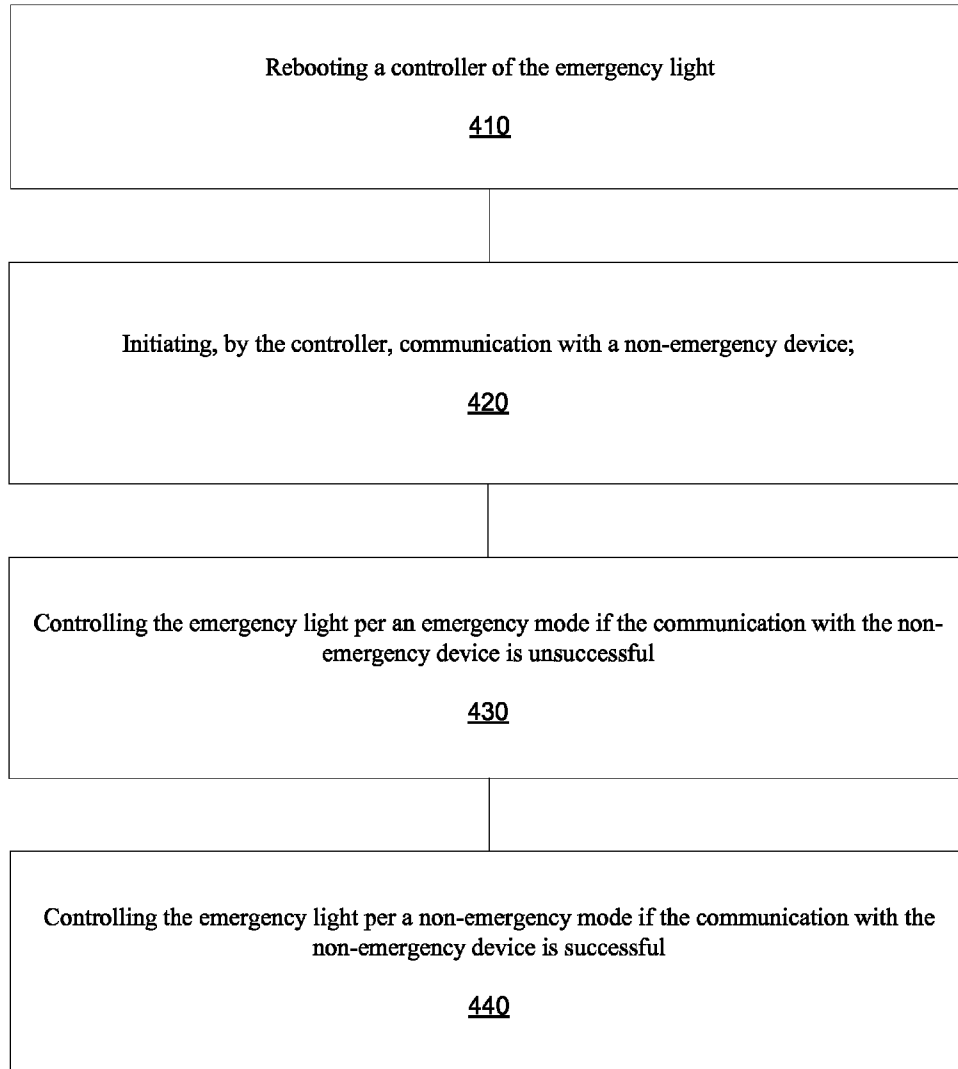 Rebooting a controller of the emergency light
410
Initiating, by the controller, communication with a non-emergency device;
420
Controlling the emergency light per an emergency mode if the communication with the non-
emergency device is unsuccessful
430
Controlling the emergency light per a non-emergency mode if the communication with the
non-emergency device is successful
440